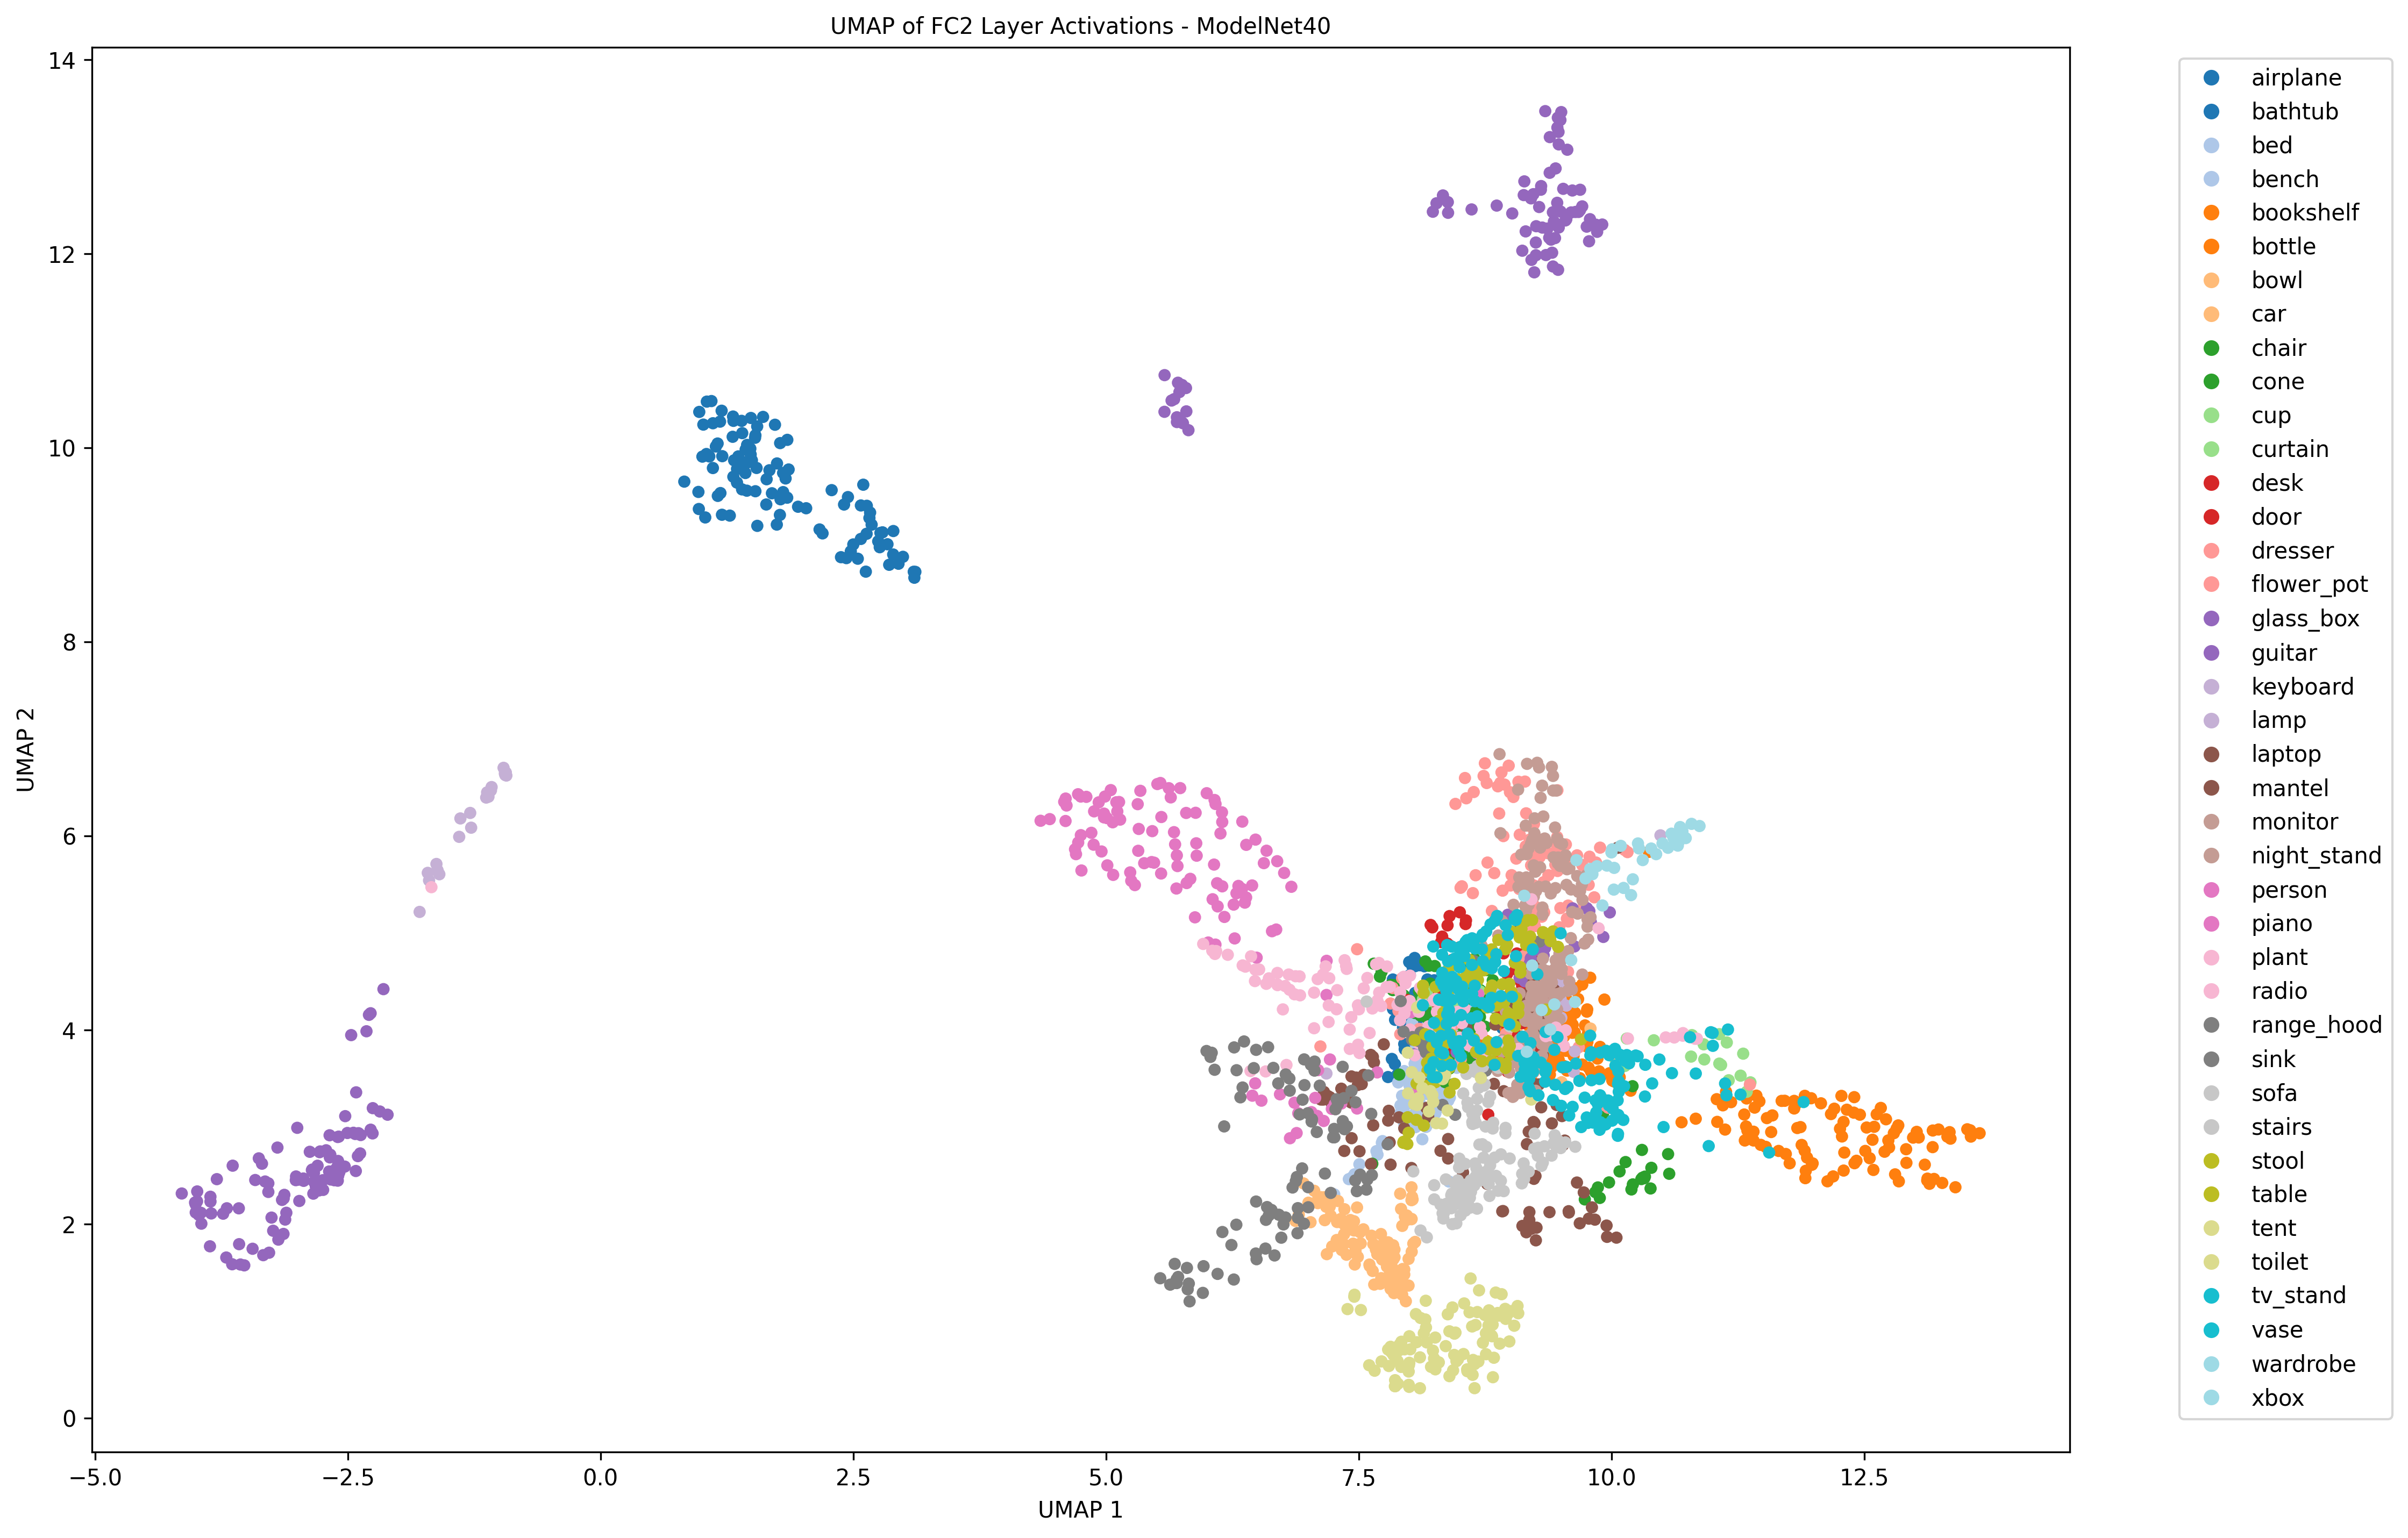 UMAP of FC2 Layer Activations - ModelNet40
14
12
10
8
6
4
2
0
UMAP 2
−5.0
−2.5
0.0
2.5
5.0
7.5
10.0
12.5
UMAP 1
airplane
bathtub
bed
bench
bookshelf
bottle
bowl
car
chair
cone
cup
curtain
desk
door
dresser
flower_pot
glass_box
guitar
keyboard
lamp
laptop
mantel
monitor
night_stand
person
piano
plant
radio
range_hood
sink
sofa
stairs
stool
table
tent
toilet
tv_stand
vase
wardrobe
xbox